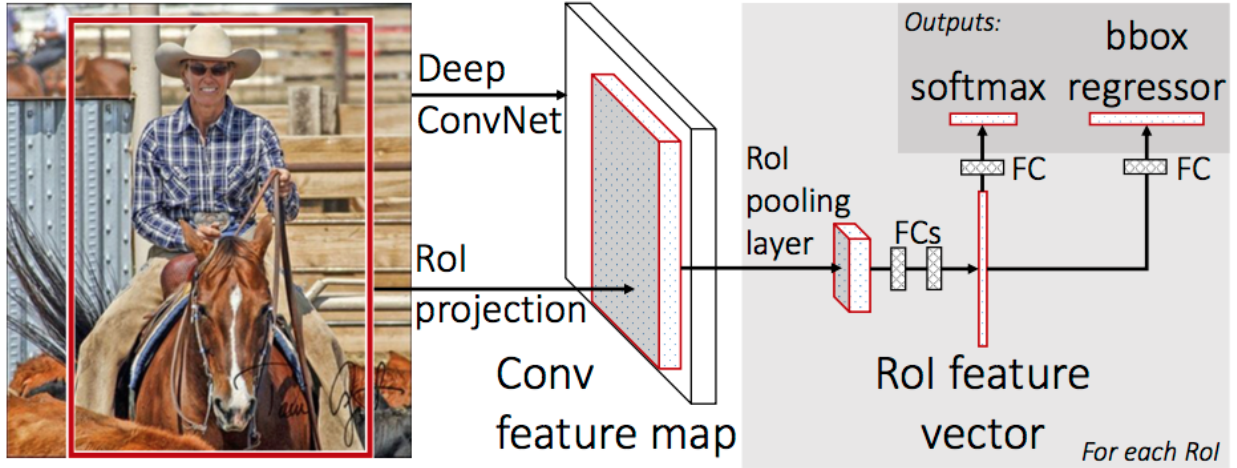 Deep
ConvNet
RoI
projection
Conv
feature map
RoI
pooling
layer
FCs
Outputs:
softmax
bbox
regressor
FC
FC
RoI feature
vector
For each RoI